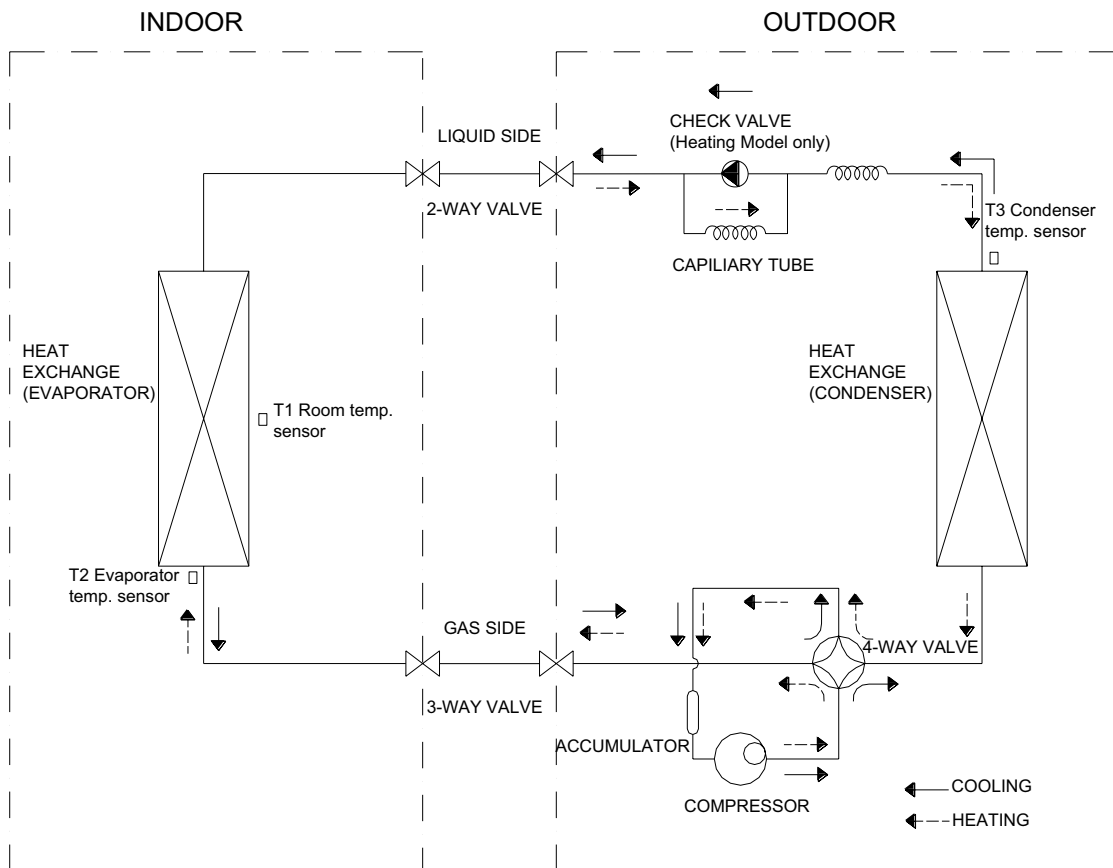 INDOOR
OUTDOOR
CHECK VALVE
(Heating Model only)
LIQUID SIDE
2-WAY VALVE
T3 Condenser
temp. sensor
CAPILIARY TUBE
HEAT
EXCHANGE
(EVAPORATOR)
HEAT
EXCHANGE
(CONDENSER)
T1 Room temp.
sensor
T2 Evaporator
temp. sensor
GAS SIDE
4-WAY VALVE
3-WAY VALVE
ACCUMULATOR
COMPRESSOR
COOLING
HEATING